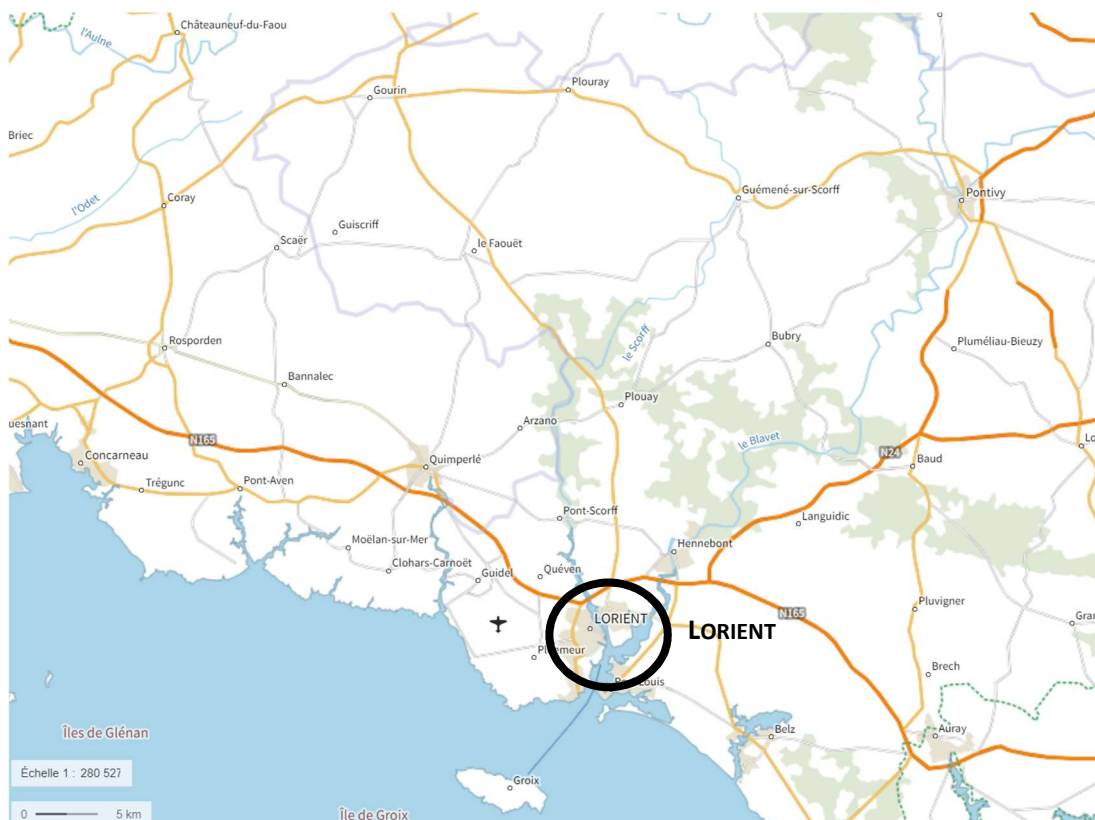 Châteauneuf-du-Faou
l'Aulne
Plouray
Gourin
Briec
Guémené-sur-Scorff
Pontivy
Coray
l'Odet
Guiscriff
Scaër
le Faouët
Rosporden
Bubry
Pluméliau-Bieuzy
le Scorff
Bannalec
Plouay
Arzano
uesnant
N165
le Blavet
N24
Concarneau
Quimperlé
Baud
Lo
Trégunc
Pont-Aven
Pont-Scorff
Languidic
Moëlan-sur-Mer
Hennebont
Clohars-Carnoët
Guidel
Quéven
N165
Pluvigner
Gran
LORIENT
LORIENT
Brech
Auray
Belz
Îles de Glénan
Échelle 1 : 280 527
Groix
0 5 km
Île de Groix